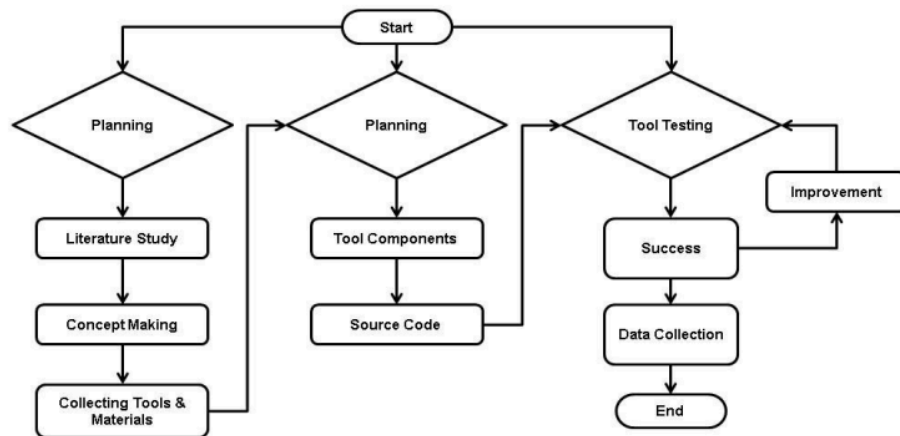 Start
Planning
Planning
Tool Testing
Improvement
Literature Study
Tool Components
Success
Concept Making
Source Code
Data Collection
Collecting Tools &
Materials
End